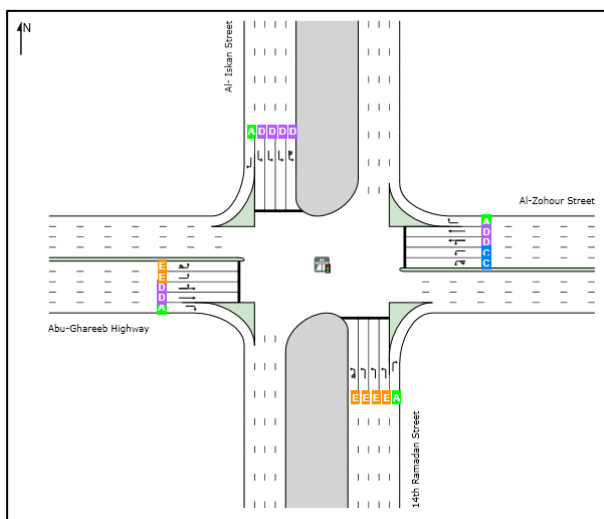 N
Al- Iskan Street
A D D D D
Al-Zohour Street
A
D
D
C
C
E
E
D
D
A
Abu-Ghareeb Highway
E E E E A
14th Ramadan Street